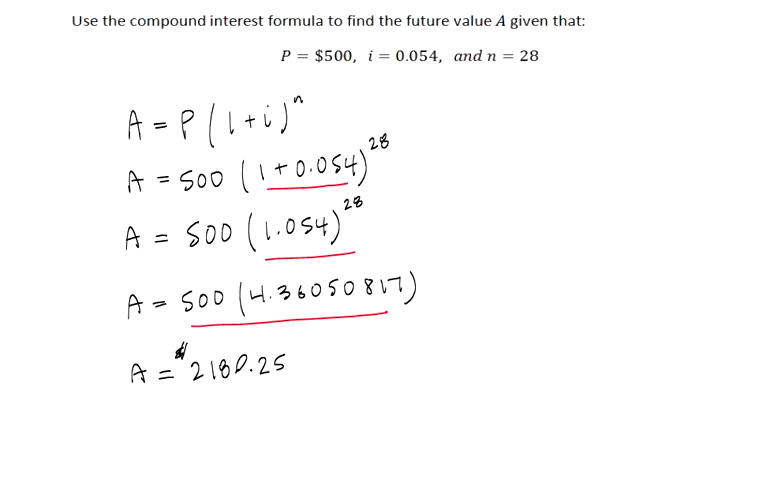 Use the compound interest formula to find the future value A given that:
P = $500, i = 0.054, and n = 28
A = P(1+i)ⁿ
A = 500(1+0.054)²⁸
A = 500(1.054)²⁸
A = 500(4.36050817)
A = $2180.25